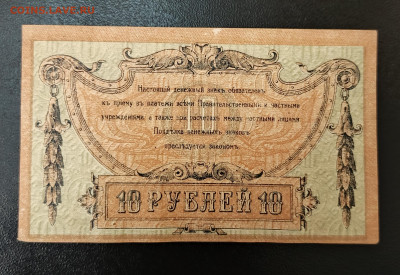 Настоящій денежный знакъ обязателенъ
къ пріему въ платежи всѣми Правительственными и частными
учрежденіями, а также при расчетахъ между частными лицами
Поддѣлка денежныхъ знаковъ
преслѣдуется закономъ.
10 РУБЛЕЙ 10